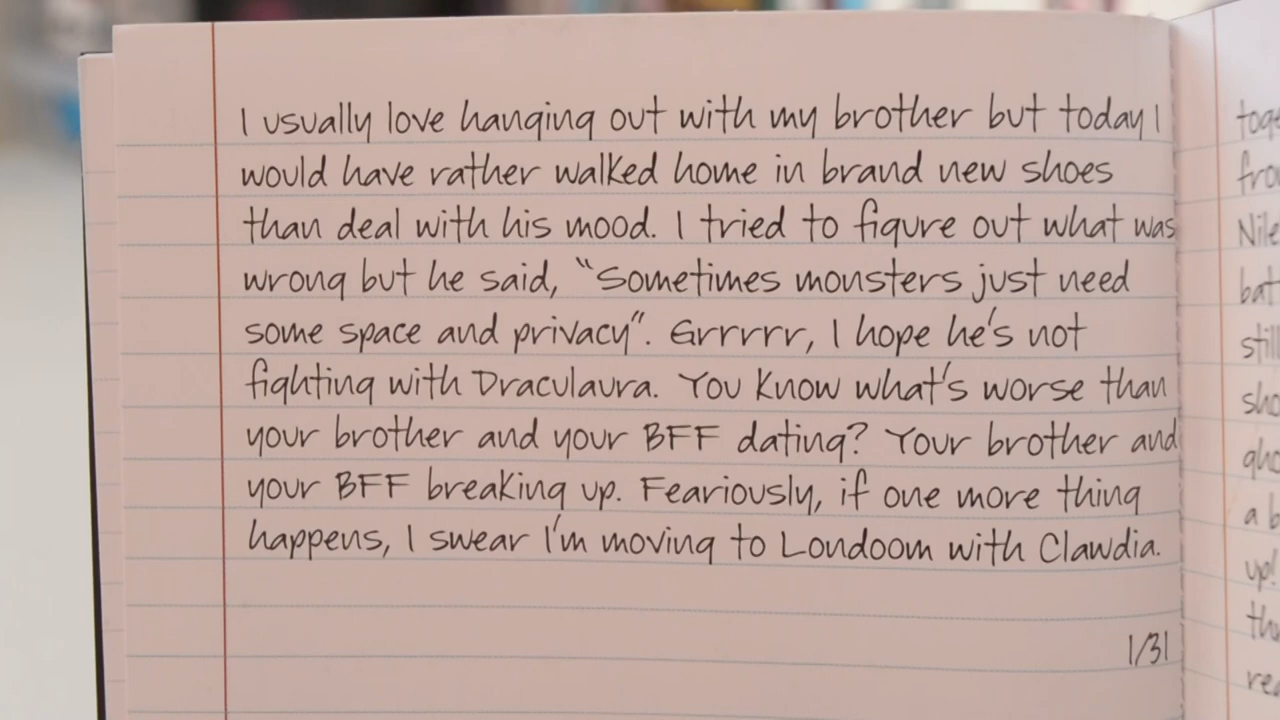 I usually love hanging out with my brother but today I
would have rather walked home in brand new shoes
than deal with his mood. I tried to figure out what was
wrong but he said, “Sometimes monsters just need
some space and privacy”. Grrrrr, I hope he's not
fighting with Draculaura. You know what's worse than
your brother and your BFF dating? Your brother and
your BFF breaking up. Feariously, if one more thing
happens, I swear I'm moving to Londoom with Clawdia.
1/31
Nile
up!